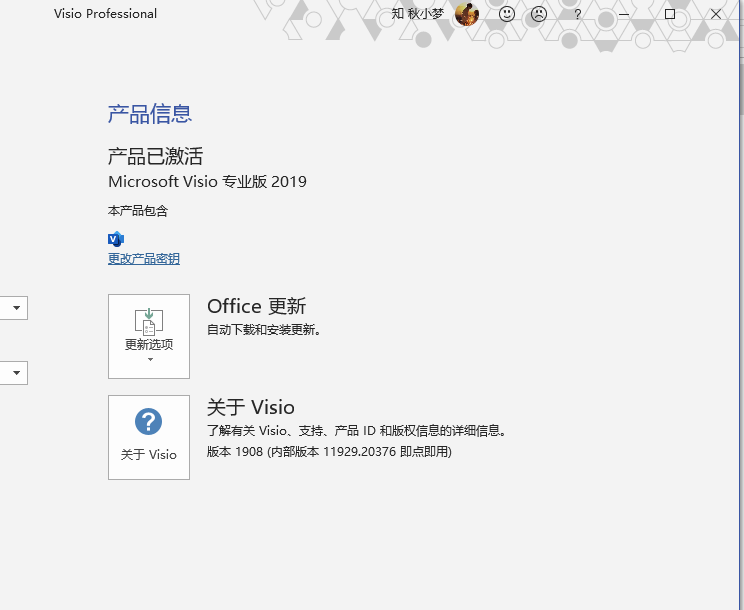 Visio Professional
知 秋小梦
?
产品信息
产品已激活
Microsoft Visio 专业版 2019
本产品包含
V
更改产品密钥
更新选项
Office 更新
自动下载和安装更新。
?
关于 Visio
关于 Visio
了解有关 Visio、支持、产品 ID 和版权信息的详细信息。
版本 1908 (内部版本 11929.20376 即点即用)